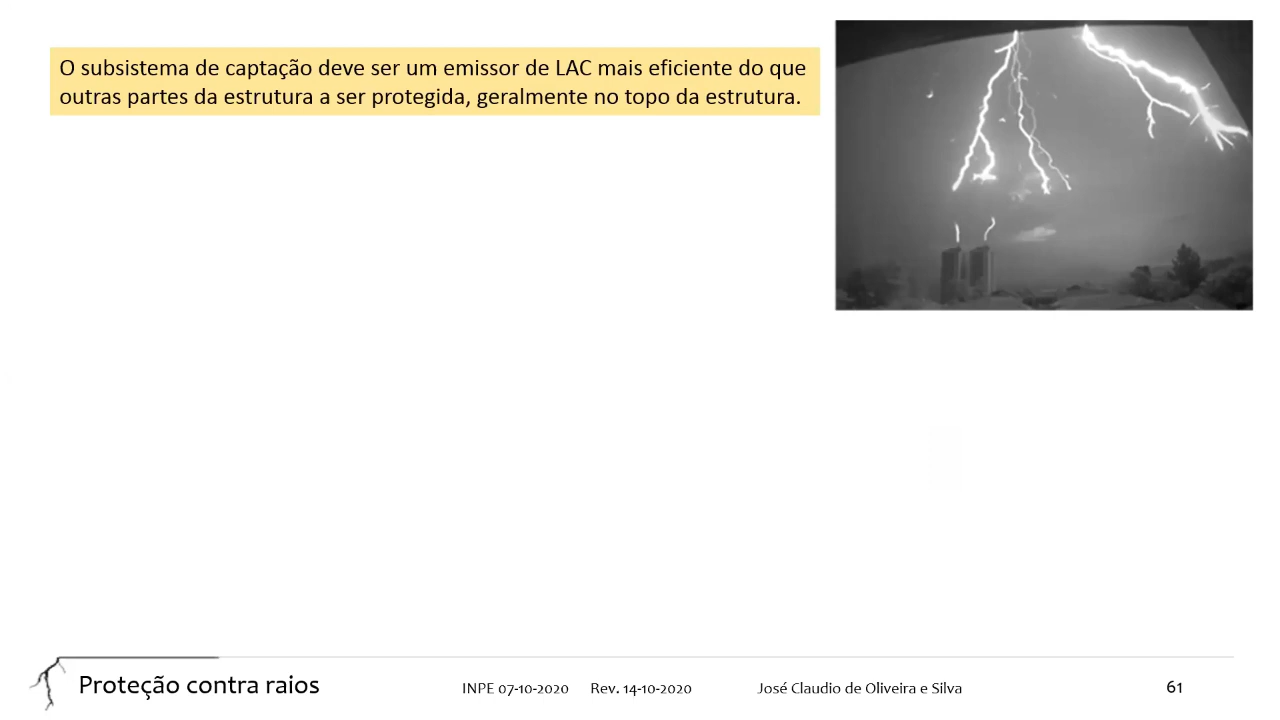 O subsistema de captação deve ser um emissor de LAC mais eficiente do que
outras partes da estrutura a ser protegida, geralmente no topo da estrutura.
Proteção contra raios
INPE 07-10-2020 Rev. 14-10-2020 José Claudio de Oliveira e Silva 61